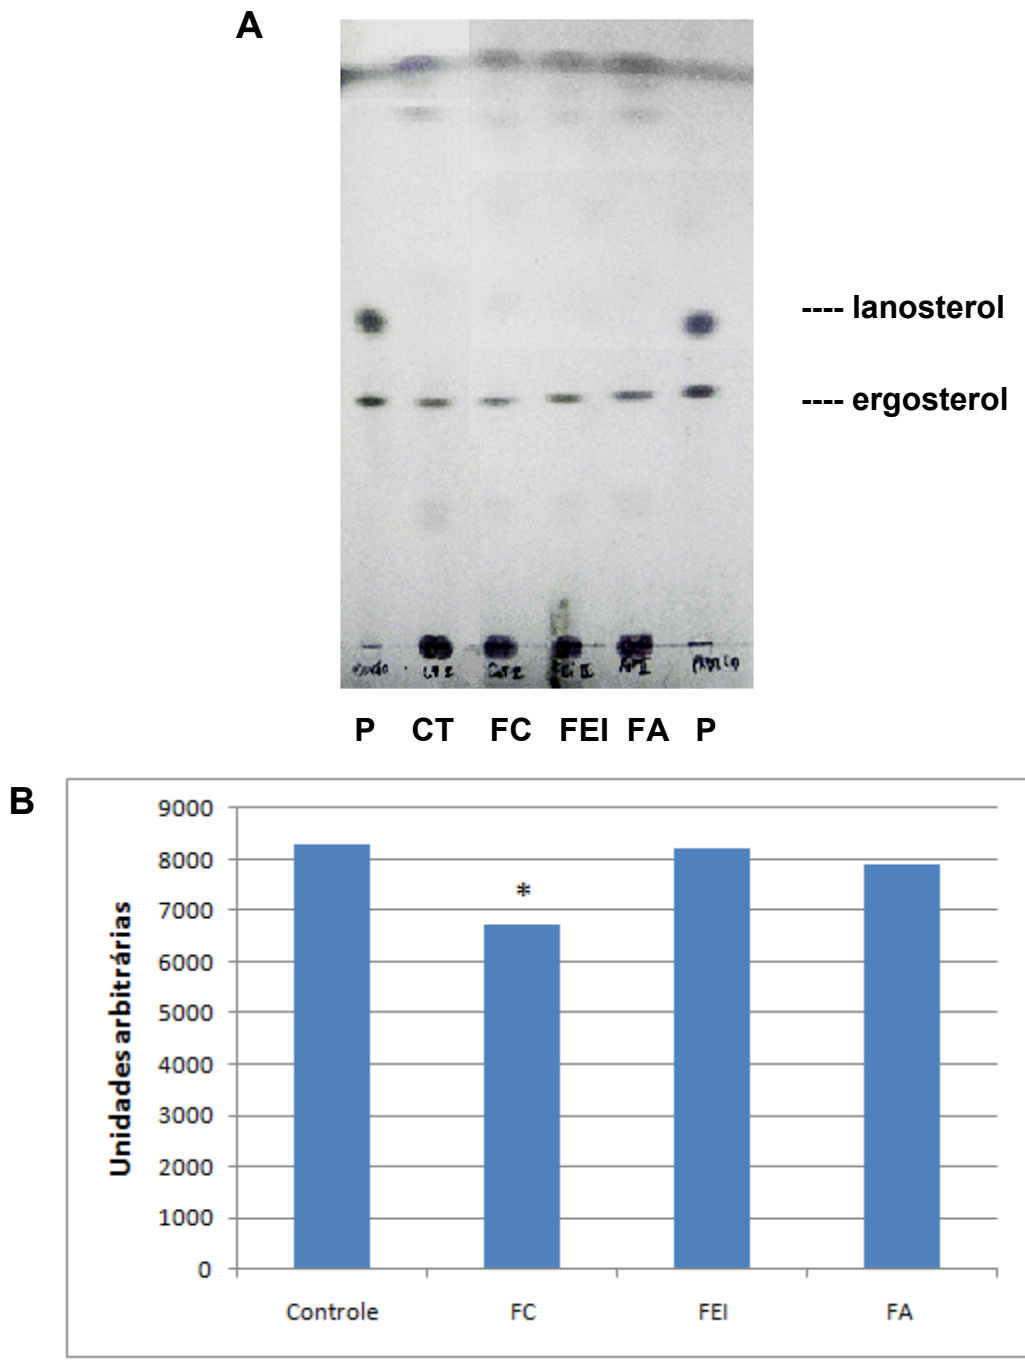 A
---- lanosterol
---- ergosterol
P CT FC FEI FA P
B
9000
8000
7000
6000
5000
4000
3000
2000
1000
0
Unidades arbitrárias
*
Controle FC FEI FA